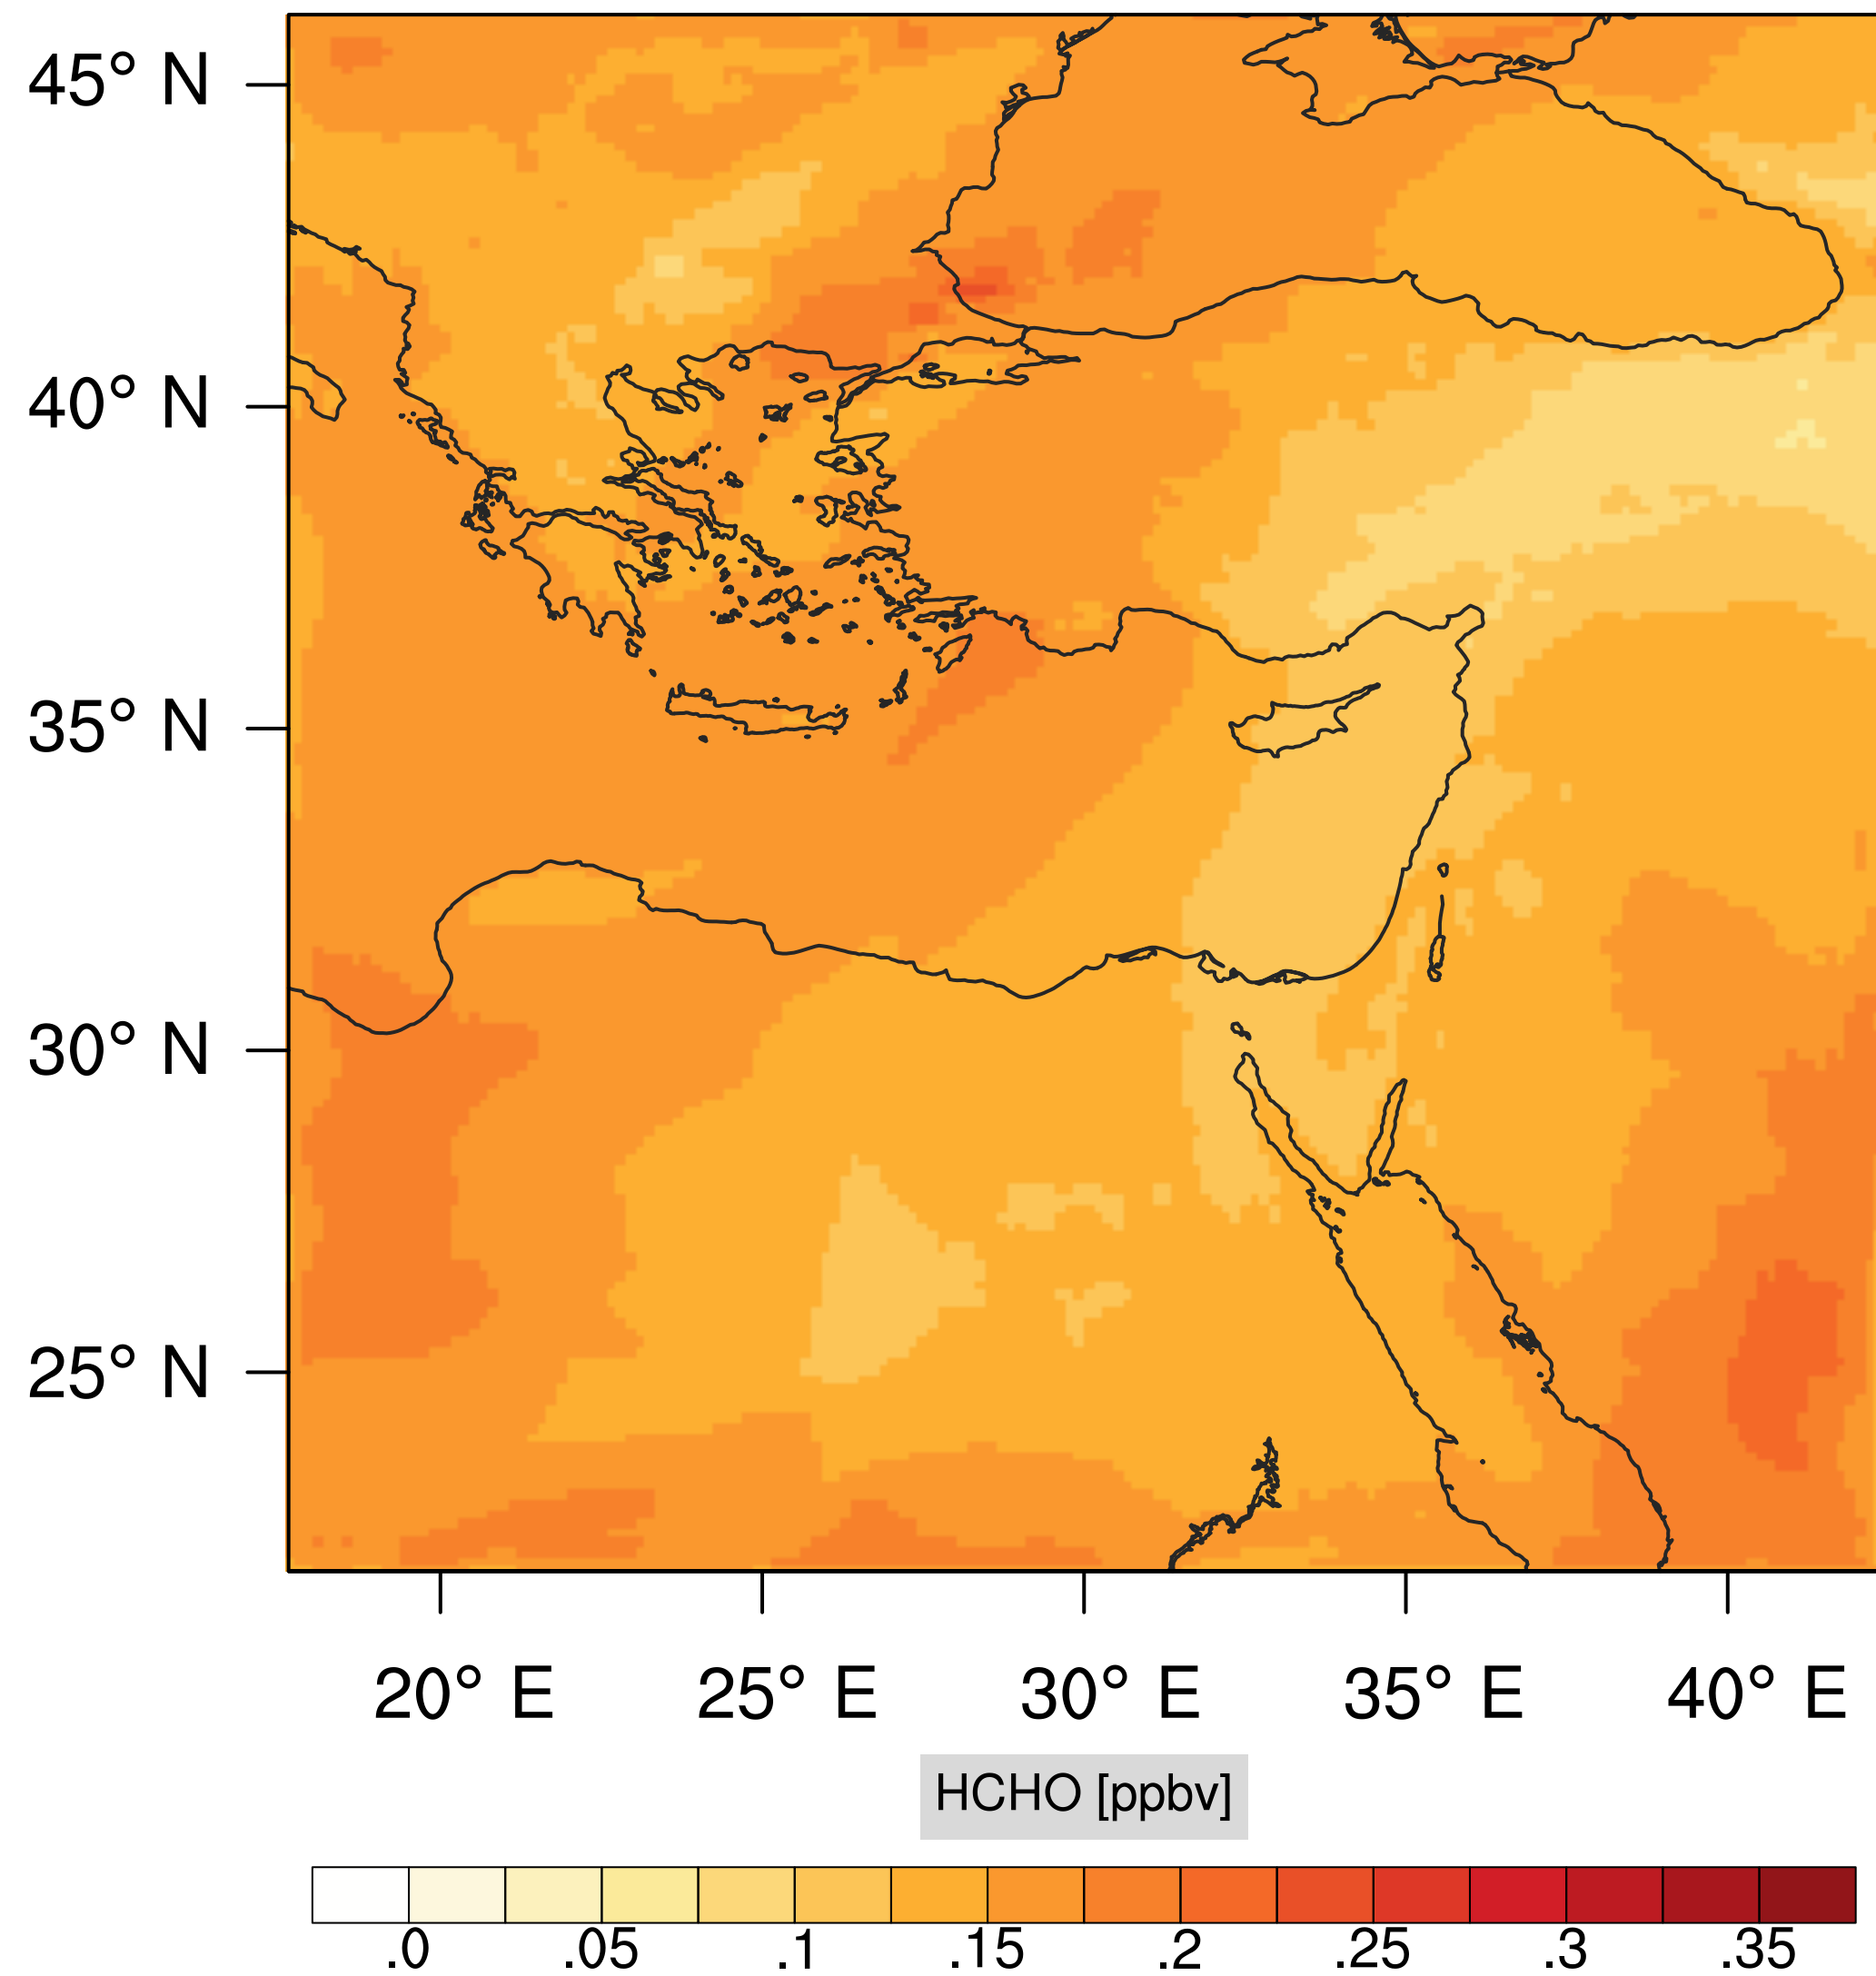 45° N
40° N
35° N
30° N
25° N
20° E 25° E 30° E 35° E 40° E
HCHO [ppbv]
.0 .05 .1 .15 .2 .25 .3 .35